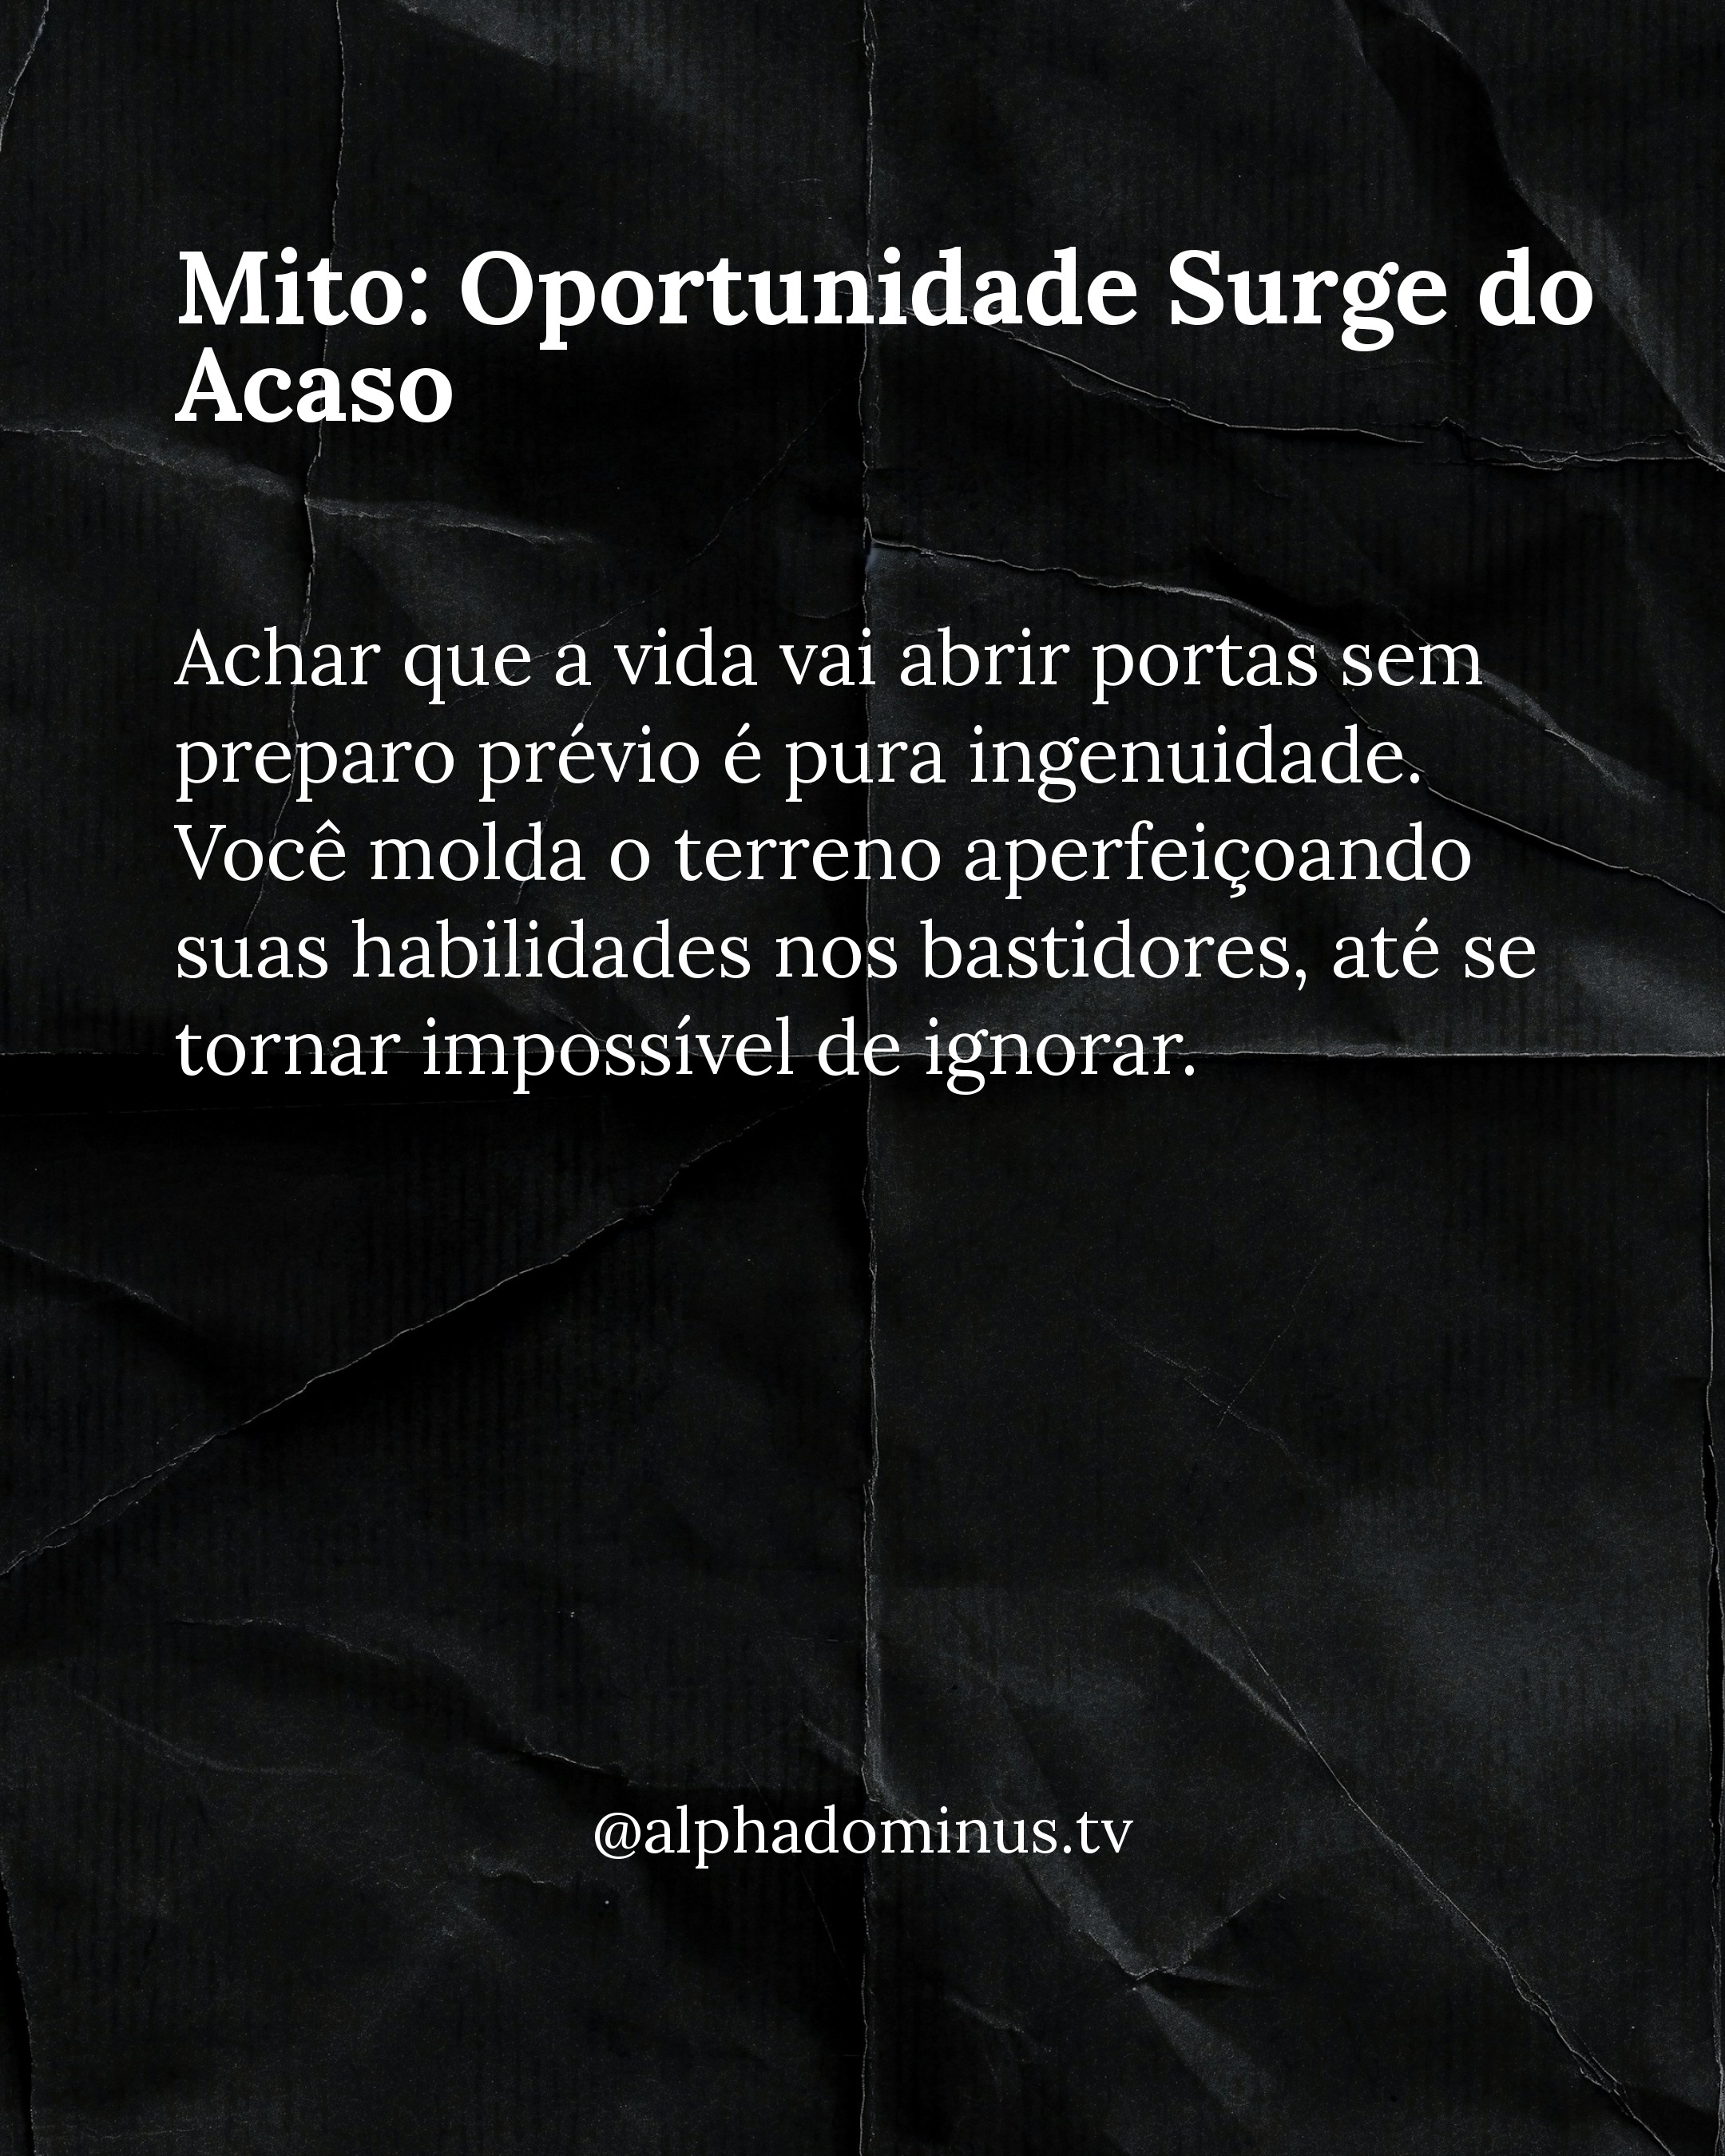 Mito: Oportunidade Surge do
Acaso
Achar que a vida vai abrir portas sem
preparo prévio é pura ingenuidade.
Você molda o terreno aperfeiçoando
suas habilidades nos bastidores, até se
tornar impossível de ignorar.
@alphadominus.tv